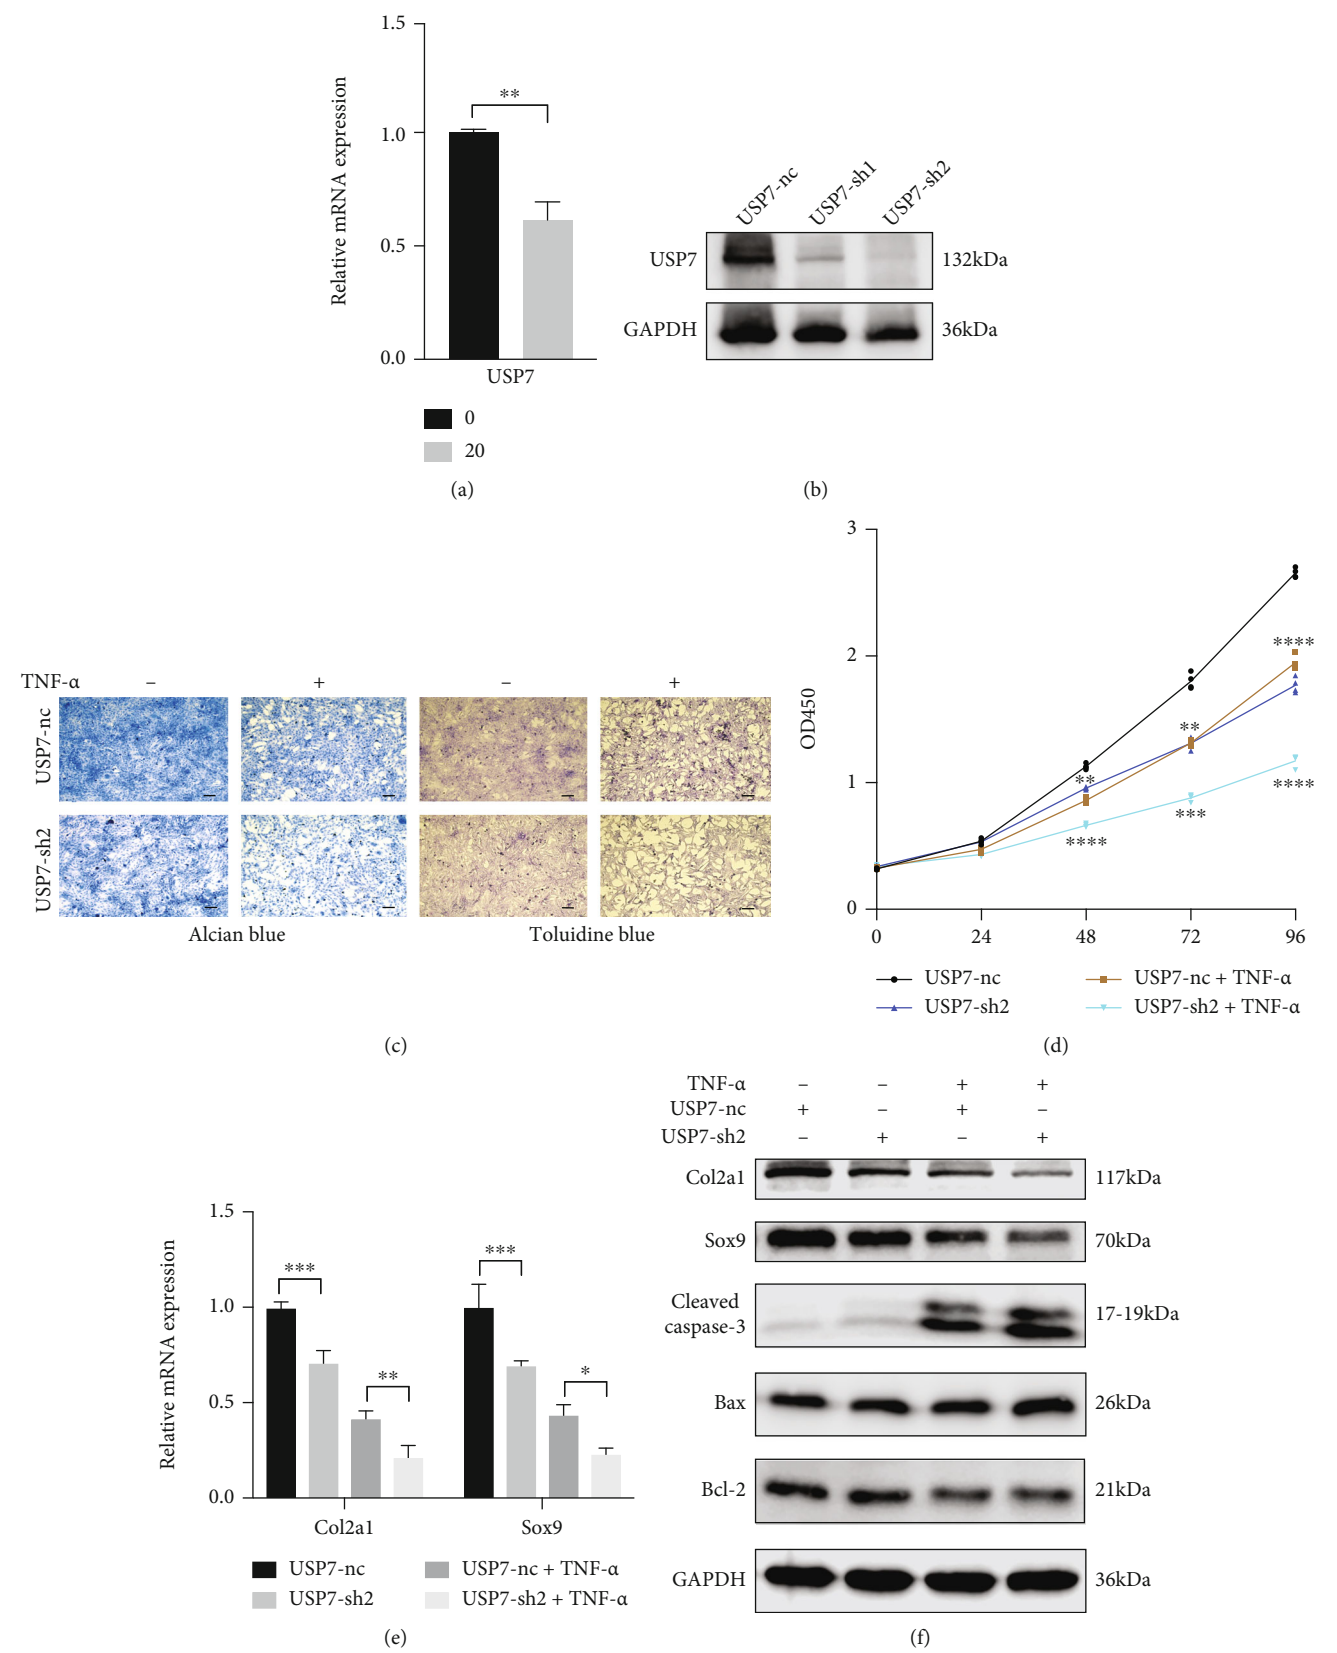 1.5
1.0
0.5
0.0
Relative mRNA expression
**
USP7
0
20
(a)
USP7-nc
USP7-sh1
USP7-sh2
USP7
132kDa
GAPDH
36kDa
(b)
TNF-α – + – +
USP7-nc
USP7-sh2
Alcian blue
Toluidine blue
(c)
3
2
1
0
OD450
0 24 48 72 96
**
****
**
***
****
****
USP7-nc
USP7-sh2
USP7-nc + TNF-α
USP7-sh2 + TNF-α
(d)
1.5
1.0
0.5
0.0
Relative mRNA expression
***
**
***
*
Col2a1
Sox9
USP7-nc
USP7-sh2
USP7-nc + TNF-α
USP7-sh2 + TNF-α
(e)
TNF-α – – + +
USP7-nc + – + –
USP7-sh2 – + – +
Col2a1
117kDa
Sox9
70kDa
Cleaved
caspase-3
17-19kDa
Bax
26kDa
Bcl-2
21kDa
GAPDH
36kDa
(f)